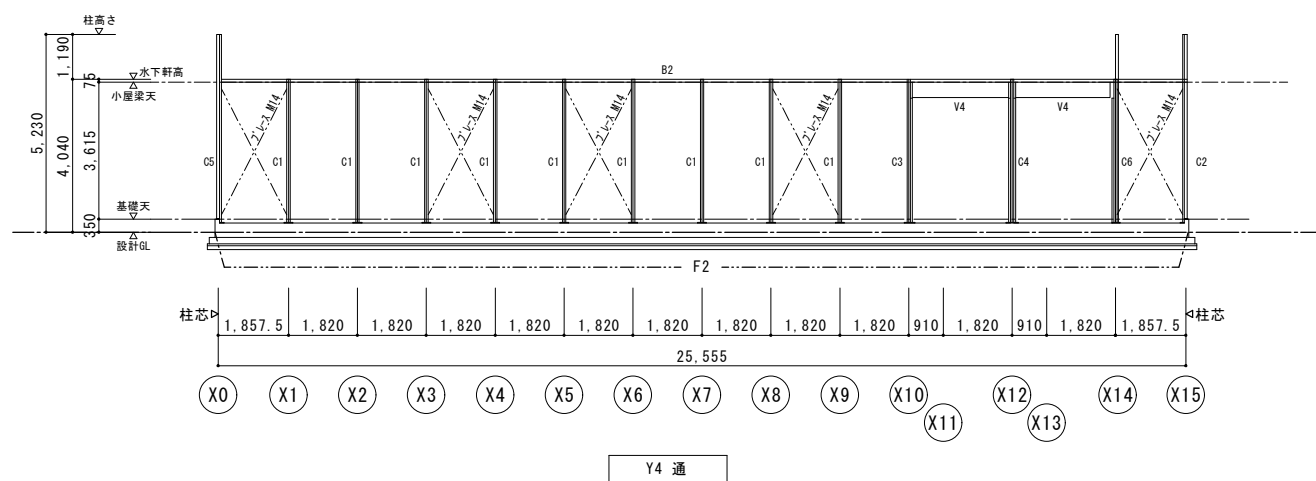 柱高さ
1,190
水下軒高
75
小屋梁天
B2
5,230
4,040
3,615
ブレース M14
ブレース M14
ブレース M14
ブレース M14
ブレース M14
V4
V4
C5
C1
C1
C1
C1
C1
C1
C1
C1
C1
C3
C4
C6
C2
基礎天
350
設計GL
F2
柱芯
1,857.5
1,820
1,820
1,820
1,820
1,820
1,820
1,820
1,820
1,820
910
1,820
910
1,820
1,857.5
柱芯
25,555
X0
X1
X2
X3
X4
X5
X6
X7
X8
X9
X10
X12
X14
X15
X11
X13
Y4 通